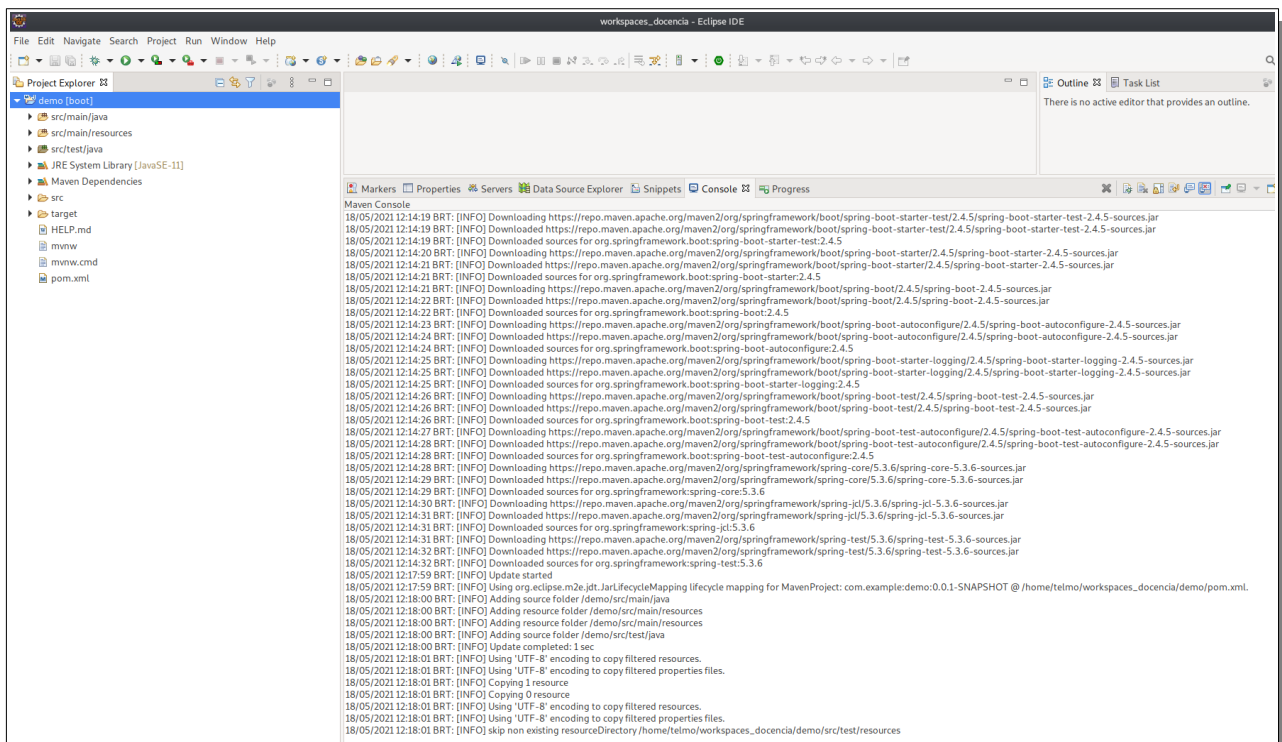 workspaces_docencia - Eclipse IDE
File Edit Navigate Search Project Run Window Help
Project Explorer
demo [boot]
src/main/java
src/main/resources
src/test/java
JRE System Library [JavaSE-11]
Maven Dependencies
src
target
HELP.md
mvnw
mvnw.cmd
pom.xml
Outline Task List
There is no active editor that provides an outline.
Markers Properties Servers Data Source Explorer Snippets Console Progress
Maven Console
18/05/2021 12:14:19 BRT: [INFO] Downloading https://repo.maven.apache.org/maven2/org/springframework/boot/spring-boot-starter-test/2.4.5/spring-boot-starter-test-2.4.5-sources.jar
18/05/2021 12:14:19 BRT: [INFO] Downloaded https://repo.maven.apache.org/maven2/org/springframework/boot/spring-boot-starter-test/2.4.5/spring-boot-starter-test-2.4.5-sources.jar
18/05/2021 12:14:19 BRT: [INFO] Downloaded sources for org.springframework.boot:spring-boot-starter-test:2.4.5
18/05/2021 12:14:20 BRT: [INFO] Downloading https://repo.maven.apache.org/maven2/org/springframework/boot/spring-boot-starter/2.4.5/spring-boot-starter-2.4.5-sources.jar
18/05/2021 12:14:21 BRT: [INFO] Downloaded https://repo.maven.apache.org/maven2/org/springframework/boot/spring-boot-starter/2.4.5/spring-boot-starter-2.4.5-sources.jar
18/05/2021 12:14:21 BRT: [INFO] Downloaded sources for org.springframework.boot:spring-boot-starter:2.4.5
18/05/2021 12:14:21 BRT: [INFO] Downloading https://repo.maven.apache.org/maven2/org/springframework/boot/spring-boot/2.4.5/spring-boot-2.4.5-sources.jar
18/05/2021 12:14:22 BRT: [INFO] Downloaded https://repo.maven.apache.org/maven2/org/springframework/boot/spring-boot/2.4.5/spring-boot-2.4.5-sources.jar
18/05/2021 12:14:22 BRT: [INFO] Downloaded sources for org.springframework.boot:spring-boot:2.4.5
18/05/2021 12:14:23 BRT: [INFO] Downloading https://repo.maven.apache.org/maven2/org/springframework/boot/spring-boot-autoconfigure/2.4.5/spring-boot-autoconfigure-2.4.5-sources.jar
18/05/2021 12:14:24 BRT: [INFO] Downloaded https://repo.maven.apache.org/maven2/org/springframework/boot/spring-boot-autoconfigure/2.4.5/spring-boot-autoconfigure-2.4.5-sources.jar
18/05/2021 12:14:24 BRT: [INFO] Downloaded sources for org.springframework.boot:spring-boot-autoconfigure:2.4.5
18/05/2021 12:14:25 BRT: [INFO] Downloading https://repo.maven.apache.org/maven2/org/springframework/boot/spring-boot-starter-logging/2.4.5/spring-boot-starter-logging-2.4.5-sources.jar
18/05/2021 12:14:25 BRT: [INFO] Downloaded https://repo.maven.apache.org/maven2/org/springframework/boot/spring-boot-starter-logging/2.4.5/spring-boot-starter-logging-2.4.5-sources.jar
18/05/2021 12:14:25 BRT: [INFO] Downloaded sources for org.springframework.boot:spring-boot-starter-logging:2.4.5
18/05/2021 12:14:26 BRT: [INFO] Downloading https://repo.maven.apache.org/maven2/org/springframework/boot/spring-boot-test/2.4.5/spring-boot-test-2.4.5-sources.jar
18/05/2021 12:14:26 BRT: [INFO] Downloaded https://repo.maven.apache.org/maven2/org/springframework/boot/spring-boot-test/2.4.5/spring-boot-test-2.4.5-sources.jar
18/05/2021 12:14:26 BRT: [INFO] Downloaded sources for org.springframework.boot:spring-boot-test:2.4.5
18/05/2021 12:14:27 BRT: [INFO] Downloading https://repo.maven.apache.org/maven2/org/springframework/boot/spring-boot-test-autoconfigure/2.4.5/spring-boot-test-autoconfigure-2.4.5-sources.jar
18/05/2021 12:14:28 BRT: [INFO] Downloaded https://repo.maven.apache.org/maven2/org/springframework/boot/spring-boot-test-autoconfigure/2.4.5/spring-boot-test-autoconfigure-2.4.5-sources.jar
18/05/2021 12:14:28 BRT: [INFO] Downloaded sources for org.springframework.boot:spring-boot-test-autoconfigure:2.4.5
18/05/2021 12:14:28 BRT: [INFO] Downloading https://repo.maven.apache.org/maven2/org/springframework/spring-core/5.3.6/spring-core-5.3.6-sources.jar
18/05/2021 12:14:29 BRT: [INFO] Downloaded https://repo.maven.apache.org/maven2/org/springframework/spring-core/5.3.6/spring-core-5.3.6-sources.jar
18/05/2021 12:14:29 BRT: [INFO] Downloaded sources for org.springframework:spring-core:5.3.6
18/05/2021 12:14:30 BRT: [INFO] Downloading https://repo.maven.apache.org/maven2/org/springframework/spring-jcl/5.3.6/spring-jcl-5.3.6-sources.jar
18/05/2021 12:14:31 BRT: [INFO] Downloaded https://repo.maven.apache.org/maven2/org/springframework/spring-jcl/5.3.6/spring-jcl-5.3.6-sources.jar
18/05/2021 12:14:31 BRT: [INFO] Downloaded sources for org.springframework:spring-jcl:5.3.6
18/05/2021 12:14:31 BRT: [INFO] Downloading https://repo.maven.apache.org/maven2/org/springframework/spring-test/5.3.6/spring-test-5.3.6-sources.jar
18/05/2021 12:14:32 BRT: [INFO] Downloaded https://repo.maven.apache.org/maven2/org/springframework/spring-test/5.3.6/spring-test-5.3.6-sources.jar
18/05/2021 12:14:32 BRT: [INFO] Downloaded sources for org.springframework:spring-test:5.3.6
18/05/2021 12:17:59 BRT: [INFO] Update started
18/05/2021 12:17:59 BRT: [INFO] Using org.eclipse.m2e.jdt.JarLifecycleMapping lifecycle mapping for MavenProject: com.example:demo:0.0.1-SNAPSHOT @ /home/telmo/workspaces_docencia/demo/pom.xml.
18/05/2021 12:18:00 BRT: [INFO] Adding source folder /demo/src/main/java
18/05/2021 12:18:00 BRT: [INFO] Adding resource folder /demo/src/main/resources
18/05/2021 12:18:00 BRT: [INFO] Adding resource folder /demo/src/main/resources
18/05/2021 12:18:00 BRT: [INFO] Adding source folder /demo/src/test/java
18/05/2021 12:18:00 BRT: [INFO] Update completed: 1 sec
18/05/2021 12:18:01 BRT: [INFO] Using 'UTF-8' encoding to copy filtered resources.
18/05/2021 12:18:01 BRT: [INFO] Using 'UTF-8' encoding to copy filtered properties files.
18/05/2021 12:18:01 BRT: [INFO] Copying 1 resource
18/05/2021 12:18:01 BRT: [INFO] Copying 0 resource
18/05/2021 12:18:01 BRT: [INFO] Using 'UTF-8' encoding to copy filtered resources.
18/05/2021 12:18:01 BRT: [INFO] Using 'UTF-8' encoding to copy filtered properties files.
18/05/2021 12:18:01 BRT: [INFO] skip non existing resourceDirectory /home/telmo/workspaces_docencia/demo/src/test/resources